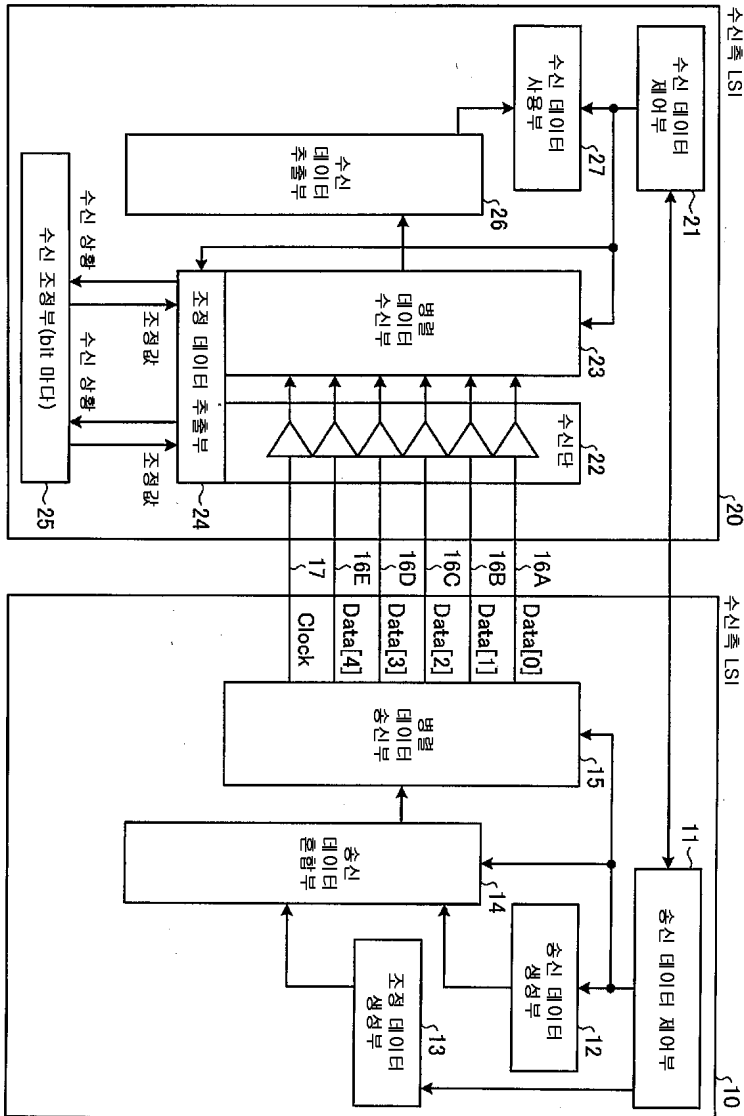 수신측 LSI
10
조정 데이터
생성부
13
송신 데이터
생성부
12
송신 데이터 제어부
11
송신
데이터
혼합부
14
병렬
데이터
송신부
15
Clock
Data[4]
Data[3]
Data[2]
Data[1]
Data[0]
17
16E
16D
16C
16B
16A
수신측 LSI
20
수신단
22
조정 데이터 추출부
24
병렬
데이터
수신부
23
조정값
수신 상황
조정값
수신 상황
수신 조정부(bit 마다)
25
수신
데이터
추출부
26
수신 데이터
사용부
27
수신 데이터
제어부
21